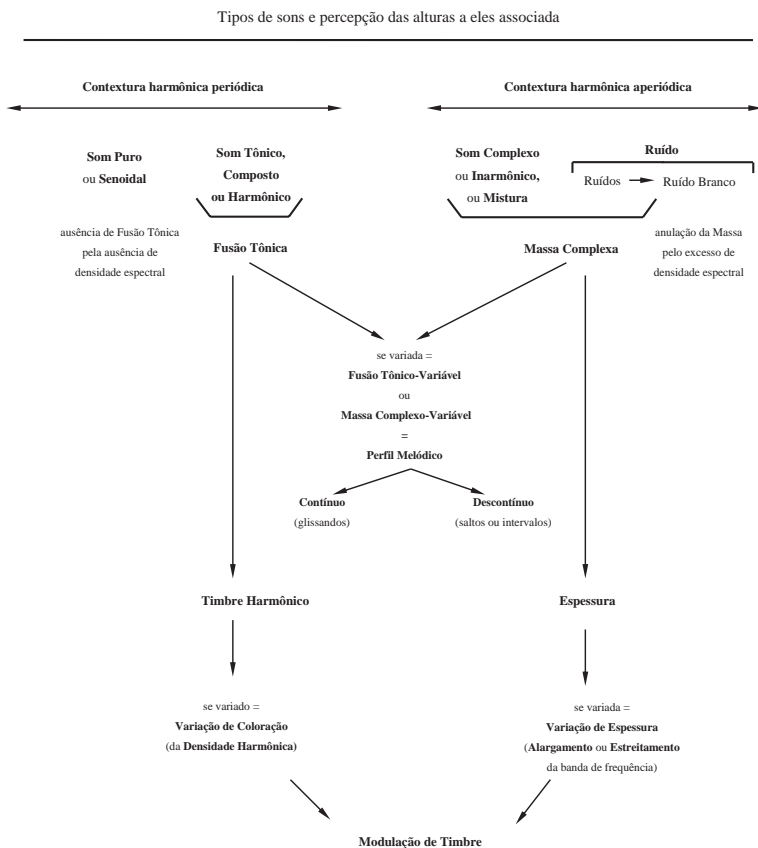 Tipos de sons e percepção das alturas a eles associada
Contextura harmônica periódica
Contextura harmônica aperiódica
Som Puro
ou Senoidal
Som Tônico,
Composto
ou Harmônico
Som Complexo
ou Inarmônico,
ou Mistura
Ruído
Ruídos
Ruído Branco
ausência de Fusão Tônica
pela ausência de
densidade espectral
Fusão Tônica
Massa Complexa
anulação da Massa
pelo excesso de
densidade espectral
se variada =
Fusão Tônico-Variável
ou
Massa Complexo-Variável
=
Perfil Melódico
Contínuo
(glissandos)
Descontínuo
(saltos ou intervalos)
Timbre Harmônico
Espessura
se variado =
Variação de Coloração
(da Densidade Harmônica)
se variada =
Variação de Espessura
(Alargamento ou Estreitamento
da banda de frequência)
Modulação de Timbre